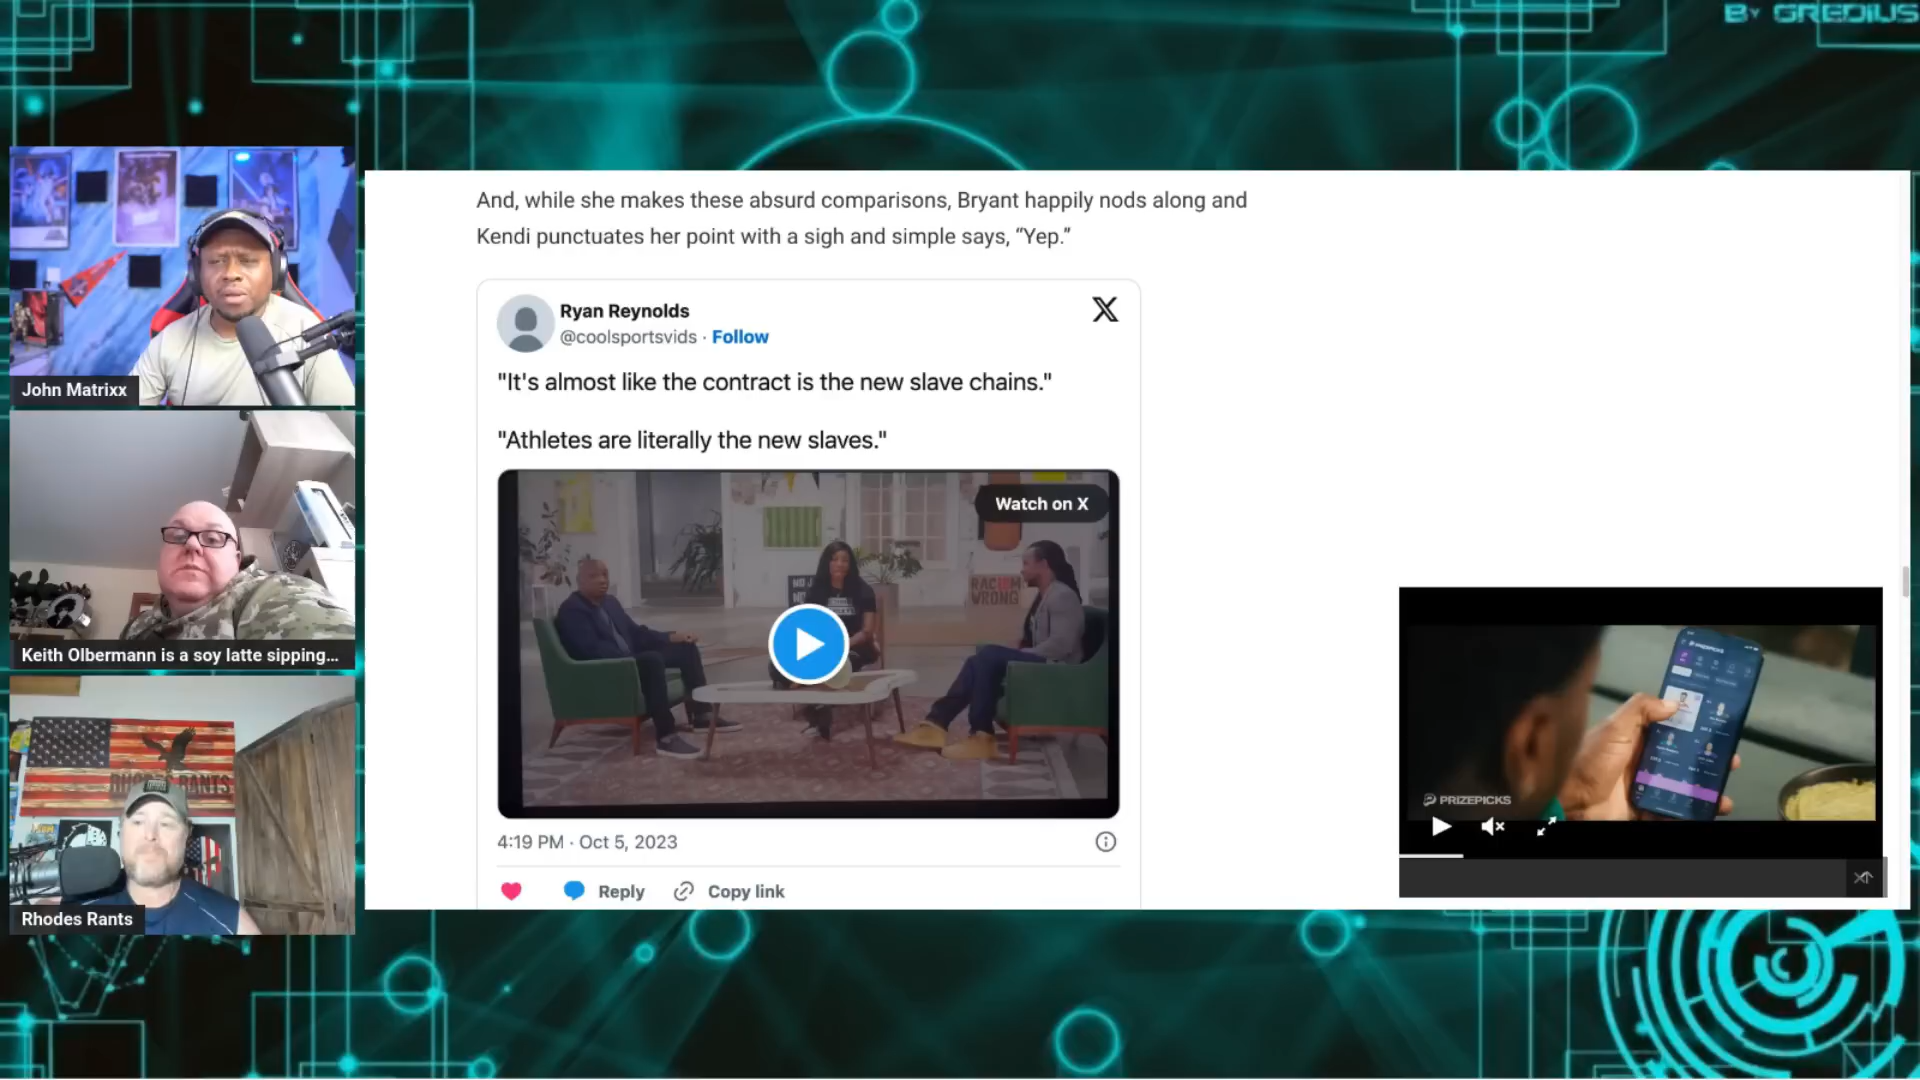 BY GREDIUS
And, while she makes these absurd comparisons, Bryant happily nods along and
Kendi punctuates her point with a sigh and simple says, “Yep.”
Ryan Reynolds
@coolsportsvids · Follow
"It's almost like the contract is the new slave chains."
"Athletes are literally the new slaves."
Watch on X
RACISM
WRONG
4:19 PM · Oct 5, 2023
Reply
Copy link
PRIZEPICKS
John Matrixx
Keith Olbermann is a soy latte sipping...
RHODES RANTS
Rhodes Rants